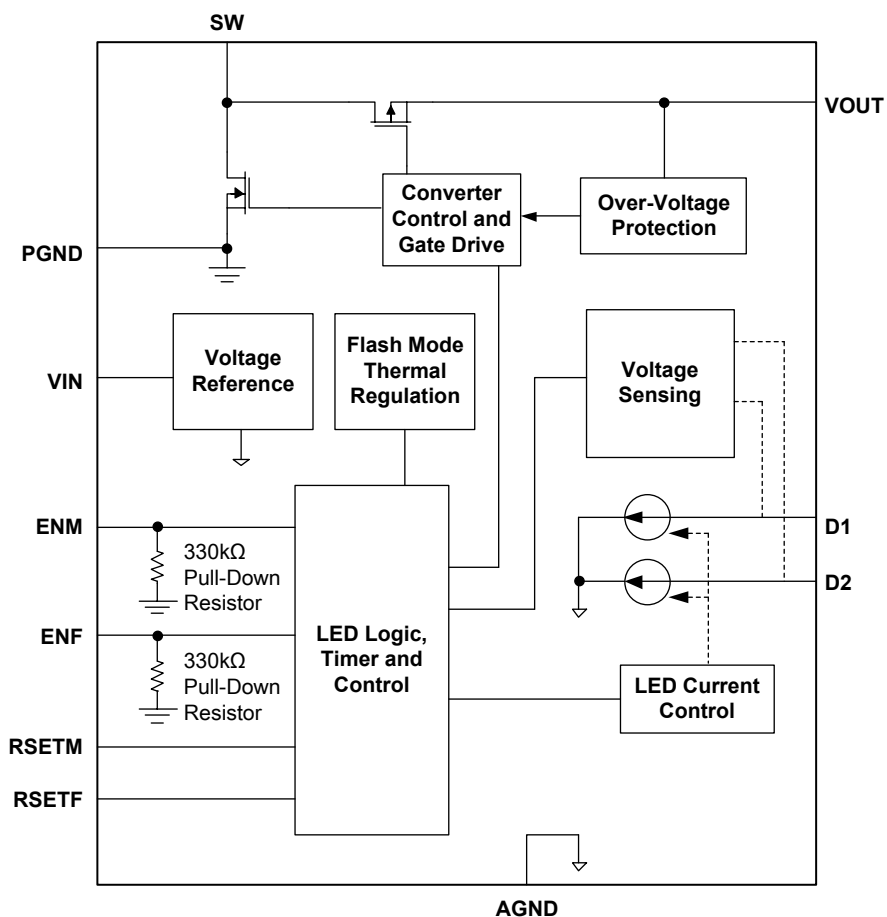 SW
VOUT
Converter
Control and
Gate Drive
Over-Voltage
Protection
PGND
VIN
Voltage
Reference
Flash Mode
Thermal
Regulation
Voltage
Sensing
ENM
330kΩ
Pull-Down
Resistor
D1
D2
ENF
330kΩ
Pull-Down
Resistor
LED Logic,
Timer and
Control
LED Current
Control
RSETM
RSETF
AGND